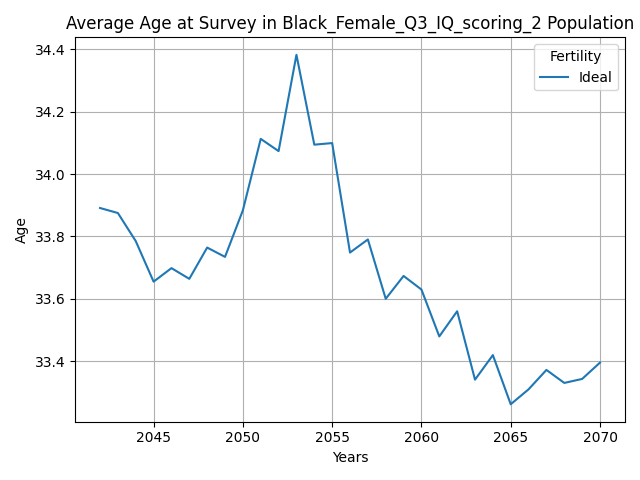 Average Age at Survey in Black_Female_Q3_IQ_scoring_2 Population
34.4
34.2
34.0
33.8
33.6
33.4
Age
Fertility
Ideal
2045
2050
2055
2060
2065
2070
Years